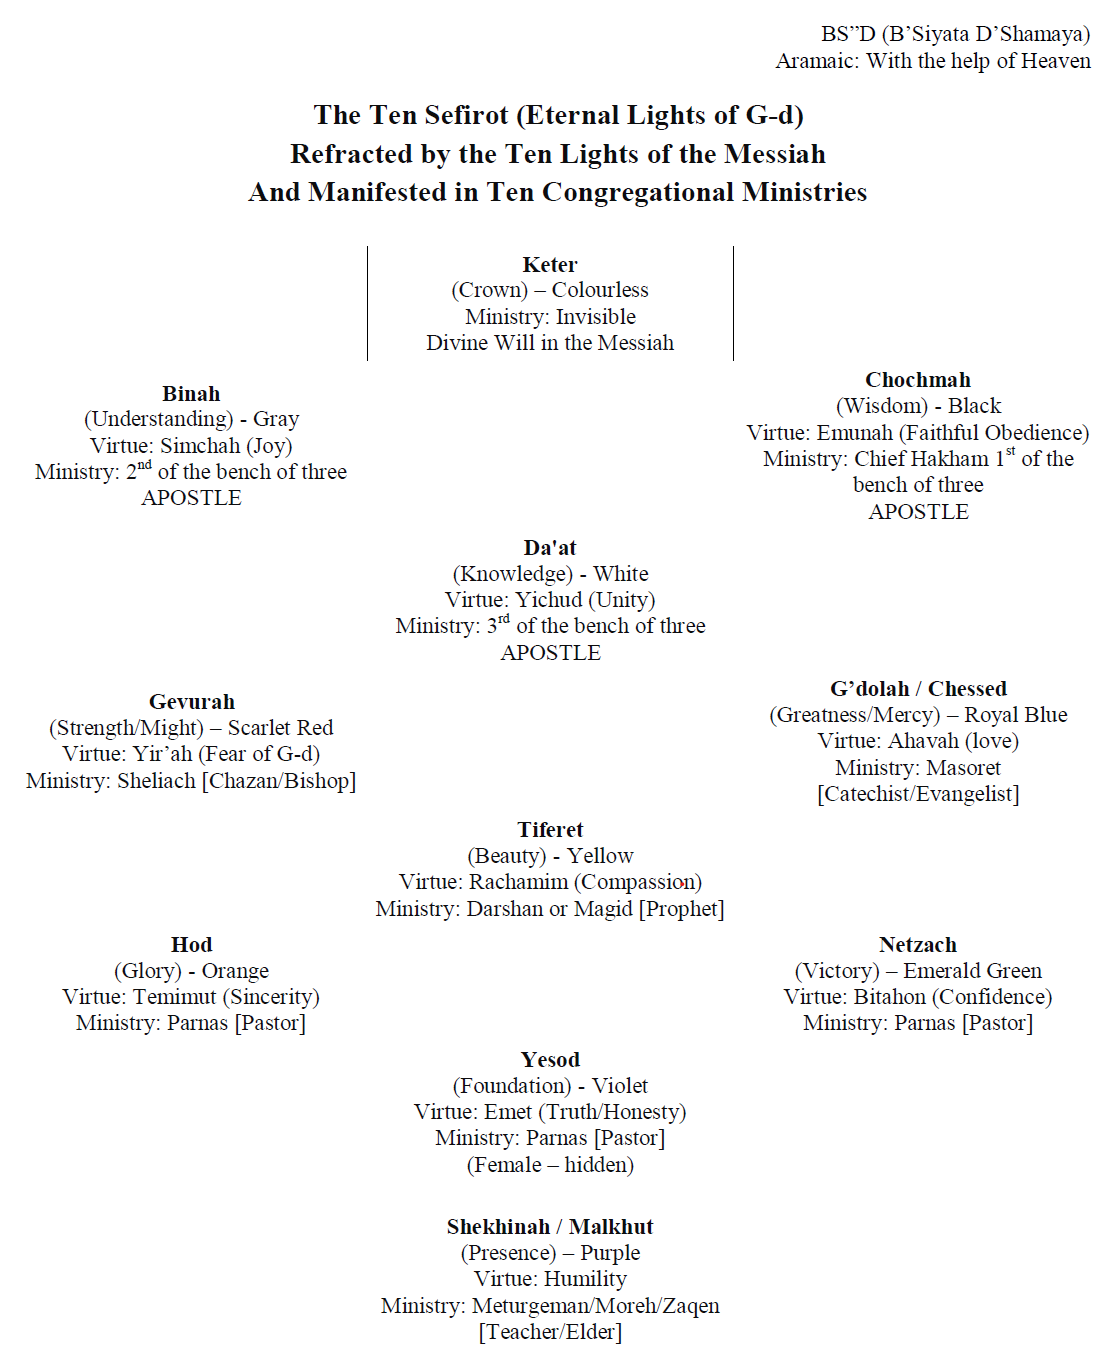 BS”D (B’Siyata D’Shamaya)
Aramaic: With the help of Heaven
The Ten Sefirot (Eternal Lights of G-d)
Refracted by the Ten Lights of the Messiah
And Manifested in Ten Congregational Ministries
Keter
(Crown) – Colourless
Ministry: Invisible
Divine Will in the Messiah
Binah
(Understanding) - Gray
Virtue: Simchah (Joy)
Ministry: 2nd of the bench of three
APOSTLE
Chochmah
(Wisdom) - Black
Virtue: Emunah (Faithful Obedience)
Ministry: Chief Hakham 1st of the
bench of three
APOSTLE
Da'at
(Knowledge) - White
Virtue: Yichud (Unity)
Ministry: 3rd of the bench of three
APOSTLE
Gevurah
(Strength/Might) – Scarlet Red
Virtue: Yir’ah (Fear of G-d)
Ministry: Sheliach [Chazan/Bishop]
G’dolah / Chessed
(Greatness/Mercy) – Royal Blue
Virtue: Ahavah (love)
Ministry: Masoret
[Catechist/Evangelist]
Tiferet
(Beauty) - Yellow
Virtue: Rachamim (Compassion)
Ministry: Darshan or Magid [Prophet]
Hod
(Glory) - Orange
Virtue: Temimut (Sincerity)
Ministry: Parnas [Pastor]
Netzach
(Victory) – Emerald Green
Virtue: Bitahon (Confidence)
Ministry: Parnas [Pastor]
Yesod
(Foundation) - Violet
Virtue: Emet (Truth/Honesty)
Ministry: Parnas [Pastor]
(Female – hidden)
Shekhinah / Malkhut
(Presence) – Purple
Virtue: Humility
Ministry: Meturgeman/Moreh/Zaqen
[Teacher/Elder]